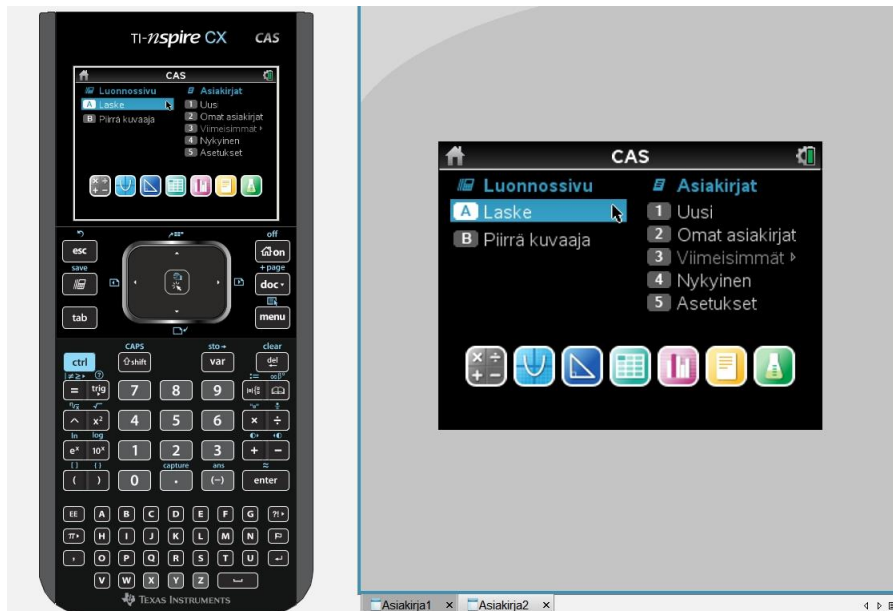 TI-nspire CX CAS
CAS
Luonnossivu
A Laske
B Piirrä kuvaaja
Asiakirjat
1 Uusi
2 Omat asiakirjat
3 Viimeisimmät
4 Nykyinen
5 Asetukset
off
esc
on
save
+ page
doc
tab
menu
CAPS
sto→
clear
ctrl
shift
var
del
= trig 7 8 9
^ x² 4 5 6 × ÷
ln log
eˣ 10ˣ 1 2 3 + −
[ ] { } capture ans ≈
( ) 0 . (−) enter
EE A B C D E F G ?!
π H I J K L M N
, O P Q R S T U
V W X Y Z
TEXAS INSTRUMENTS
CAS
Luonnossivu
A Laske
B Piirrä kuvaaja
Asiakirjat
1 Uusi
2 Omat asiakirjat
3 Viimeisimmät
4 Nykyinen
5 Asetukset
Asiakirja1 × Asiakirja2 ×